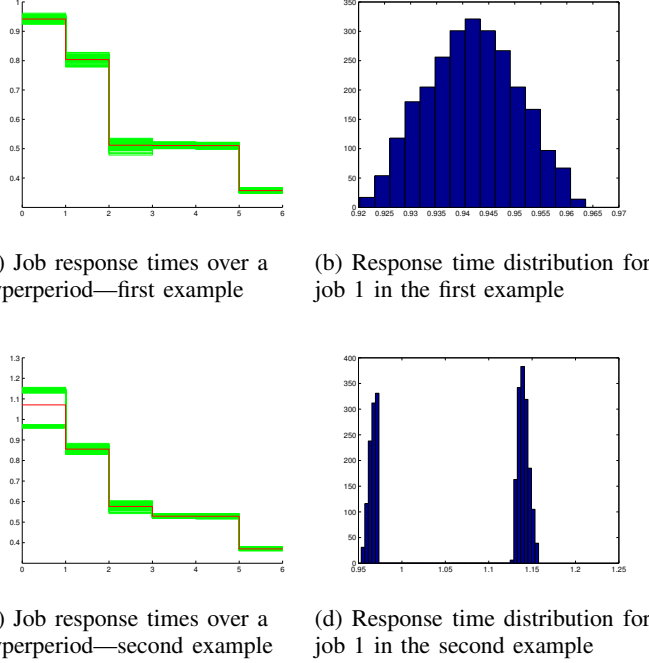 1
0.9
0.8
0.7
0.6
0.5
0.4
0 1 2 3 4 5 6
350
300
250
200
150
100
50
0
0.92 0.925 0.93 0.935 0.94 0.945 0.95 0.955 0.96 0.965 0.97
) Job response times over a
yperperiod—first example
(b) Response time distribution for
job 1 in the first example
1.3
1.2
1.1
1
0.9
0.8
0.7
0.6
0.5
0.4
0 1 2 3 4 5 6
400
350
300
250
200
150
100
50
0
0.95 1 1.05 1.1 1.15 1.2 1.25
) Job response times over a
yperperiod—second example
(d) Response time distribution for
job 1 in the second example